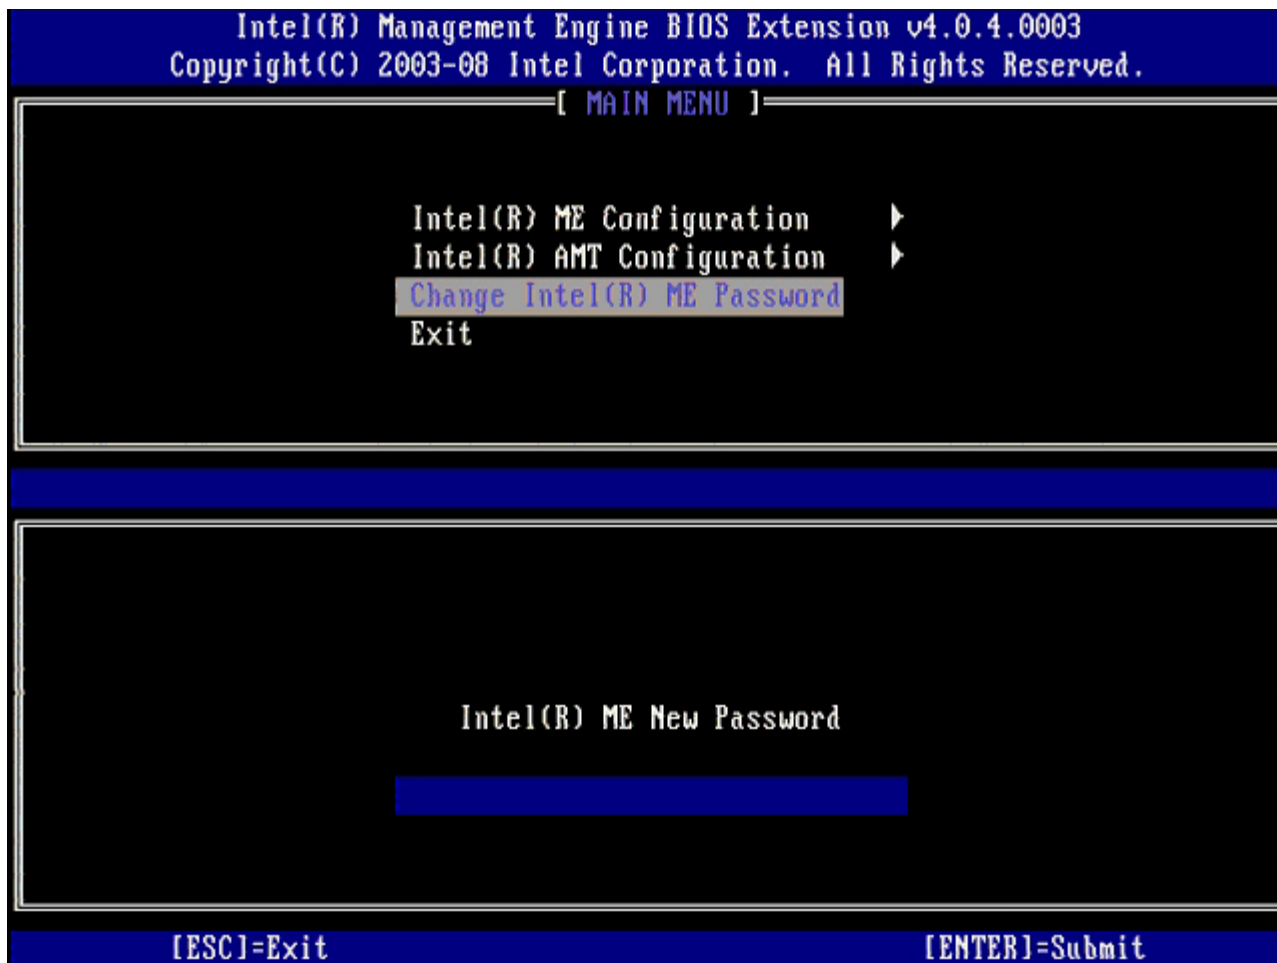 Intel(R) Management Engine BIOS Extension v4.0.4.0003
Copyright(C) 2003-08 Intel Corporation. All Rights Reserved.
[ MAIN MENU ]
Intel(R) ME Configuration
Intel(R) AMT Configuration
Change Intel(R) ME Password
Exit
Intel(R) ME New Password
[ESC]=Exit [ENTER]=Submit